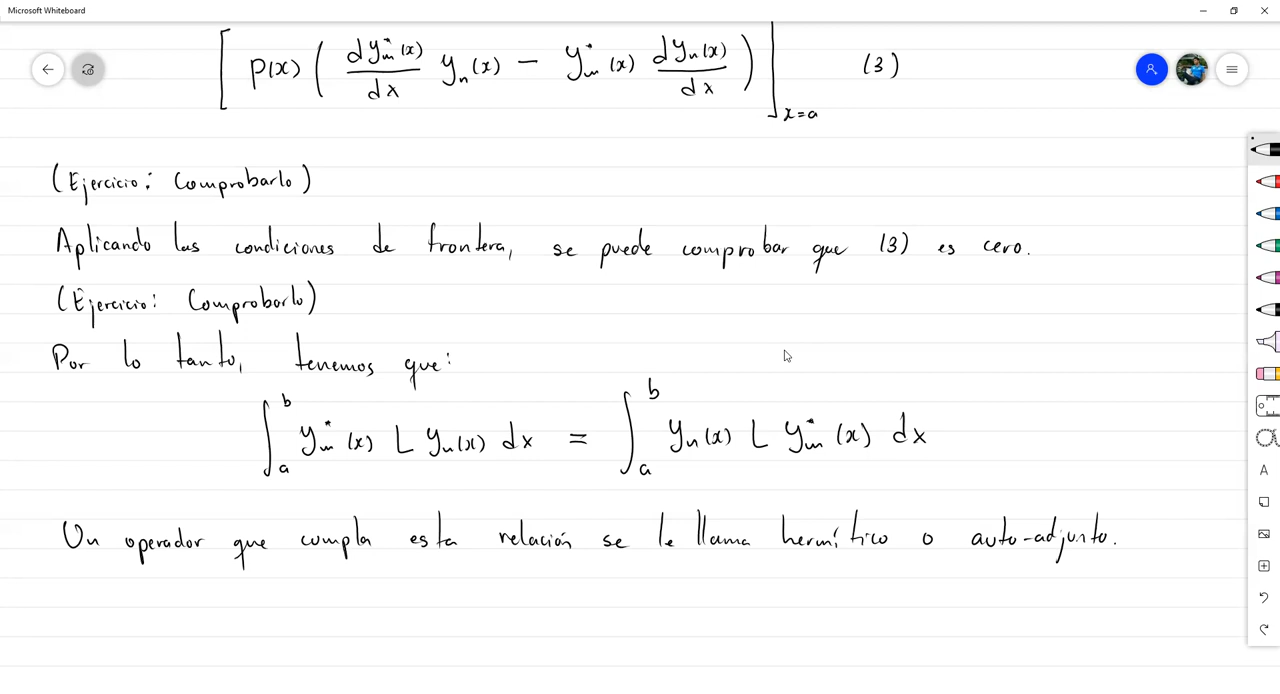 Microsoft Whiteboard
[ p(x) ( dy*m(x)/dx yn(x) - y*m(x) dyn(x)/dx ) ]x=a (3)
(Ejercicio: Comprobarlo)
Aplicando las condiciones de frontera, se puede comprobar que (3) es cero.
(Ejercicio: Comprobarlo)
Por lo tanto, tenemos que:
∫ab y*m(x) L yn(x) dx = ∫ab yn(x) L y*m(x) dx
Un operador que cumpla esta relación se le llama hermítico o auto-adjunto.